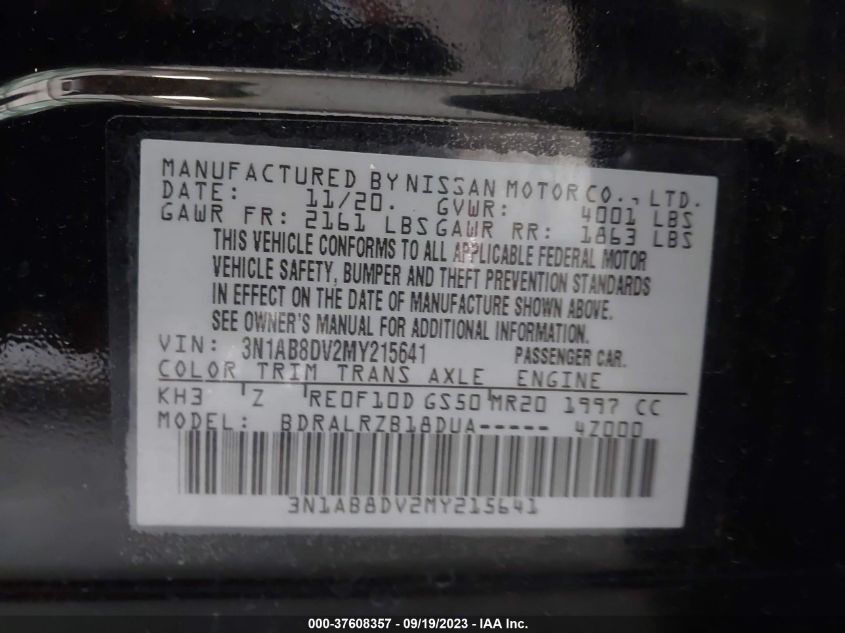 MANUFACTURED BY NISSAN MOTOR CO., LTD.
DATE: 11/20. GVWR: 4001 LBS
GAWR FR: 2161 LBS GAWR RR: 1863 LBS
THIS VEHICLE CONFORMS TO ALL APPLICABLE FEDERAL MOTOR
VEHICLE SAFETY, BUMPER AND THEFT PREVENTION STANDARDS
IN EFFECT ON THE DATE OF MANUFACTURE SHOWN ABOVE.
SEE OWNER'S MANUAL FOR ADDITIONAL INFORMATION.
VIN: 3N1AB8DV2MY215641 PASSENGER CAR.
COLOR TRIM TRANS AXLE ENGINE
KH3 Z RE0F10D GS50 MR20 1997 CC
MODEL: BDRALRZB18DUA----- 4Z000
3N1AB8DV2MY215641
000-37608357 - 09/19/2023 - IAA Inc.